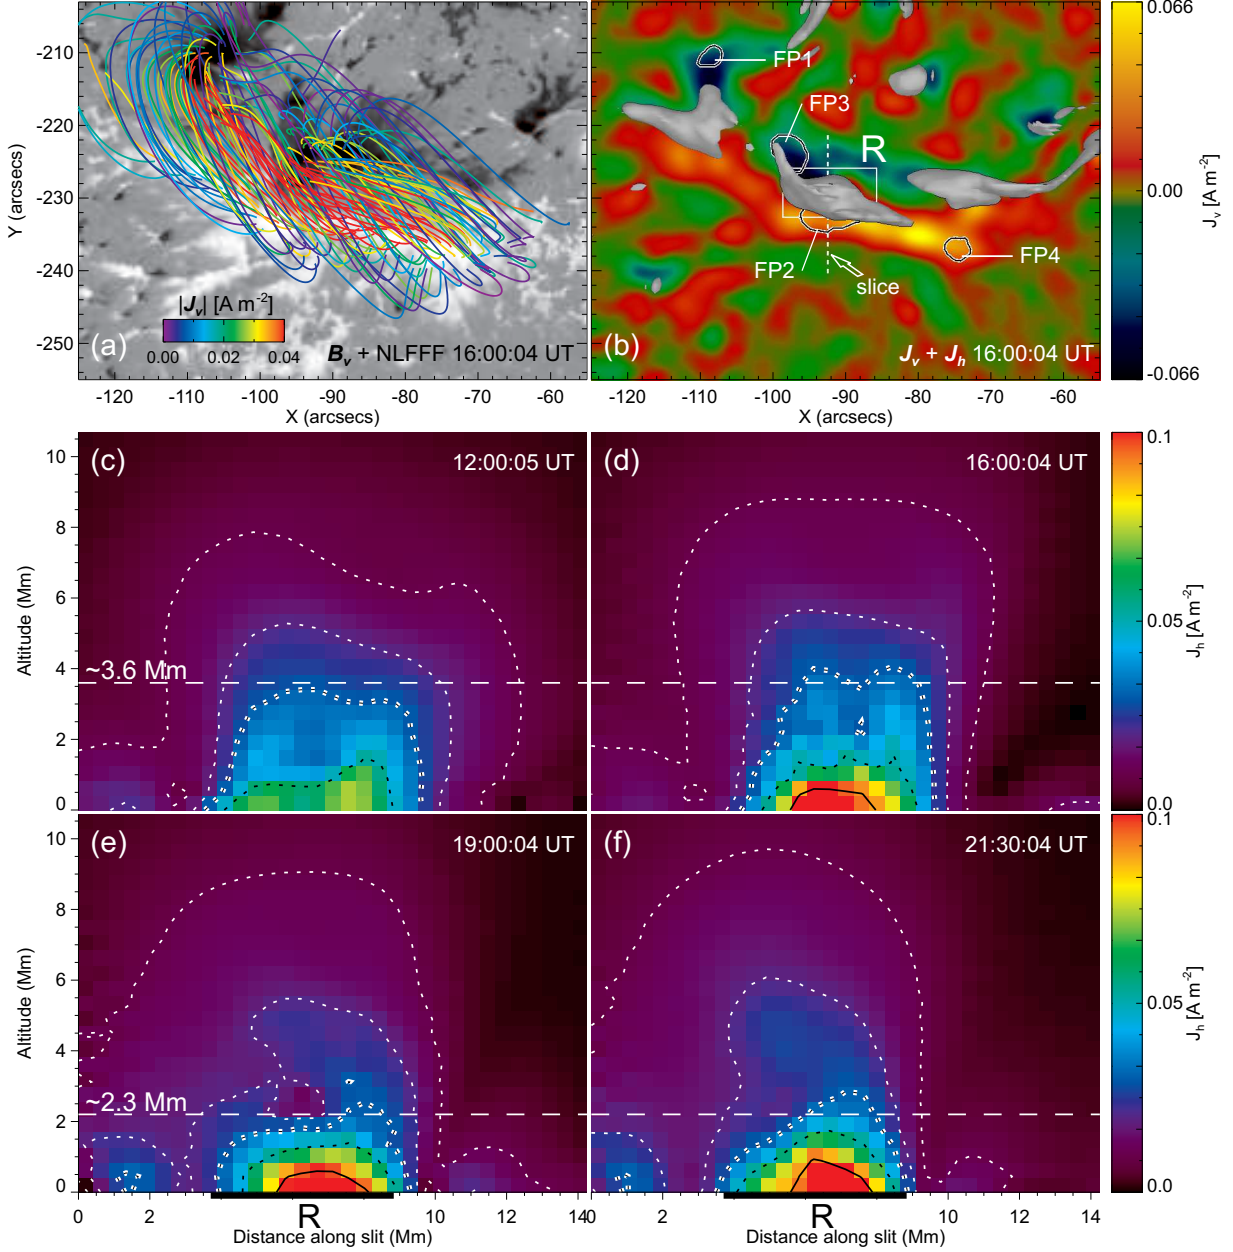 -210
-220
-230
-240
-250
Y (arcsecs)
|Jv| [A m-2]
0.00 0.02 0.04
(a)
Bv + NLFFF 16:00:04 UT
-120 -110 -100 -90 -80 -70 -60
X (arcsecs)
FP1
FP3
R
FP2
FP4
slice
(b)
Jv + Jh 16:00:04 UT
-120 -110 -100 -90 -80 -70 -60
X (arcsecs)
0.066
0.00
-0.066
Jv [A m-2]
(c)
12:00:05 UT
10
8
6
4
2
0
Altitude (Mm)
~3.6 Mm
(d)
16:00:04 UT
0.1
0.05
0.0
Jh [A m-2]
(e)
19:00:04 UT
10
8
6
4
2
0
Altitude (Mm)
~2.3 Mm
0 2 10 12 14
R
Distance along slit (Mm)
(f)
21:30:04 UT
2 10 12 14
R
Distance along slit (Mm)
0.1
0.05
0.0
Jh [A m-2]